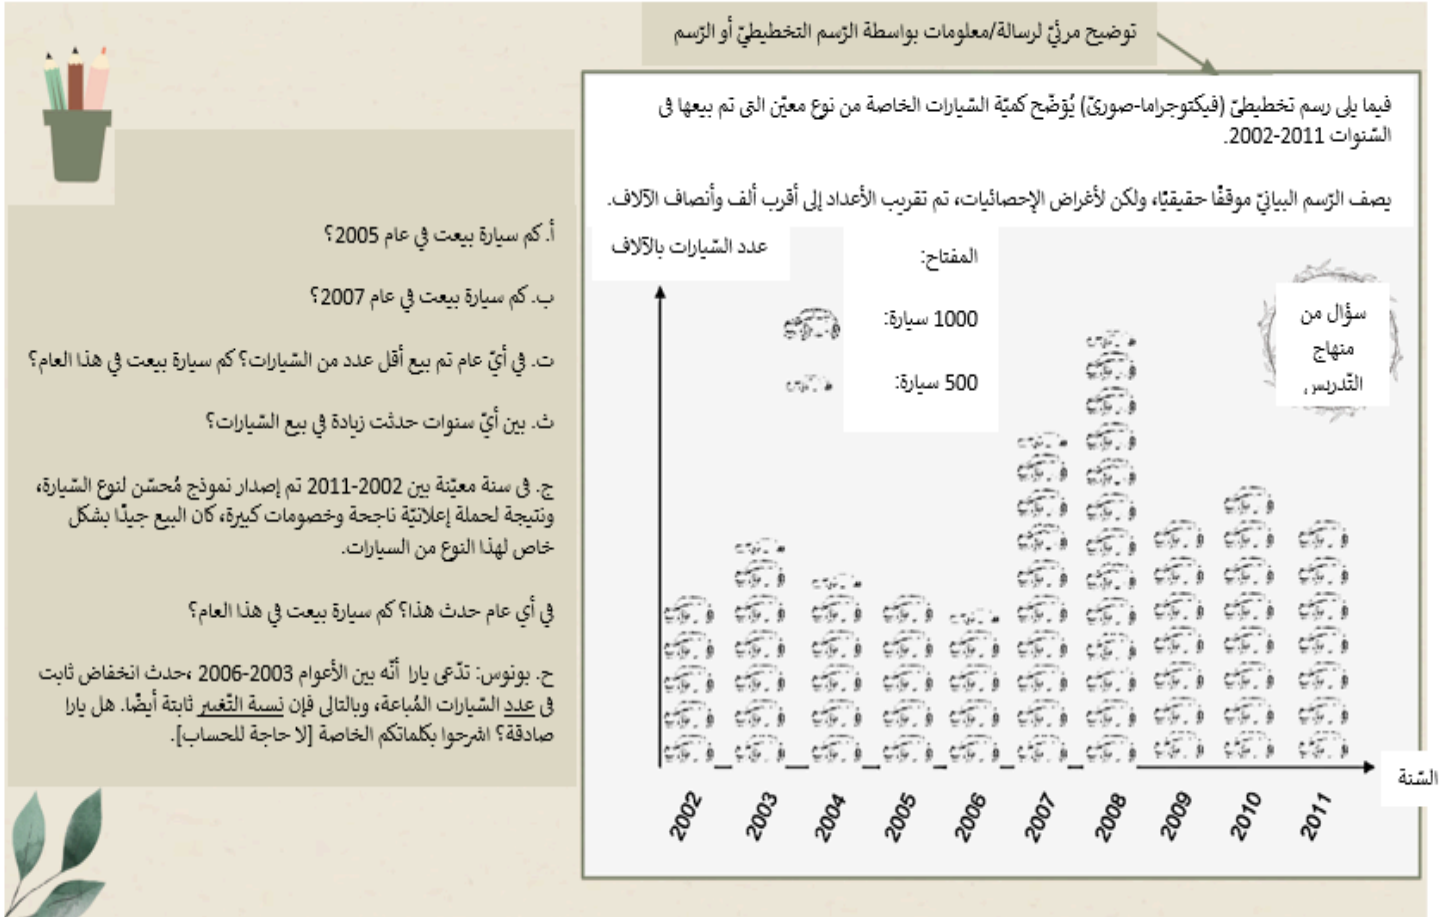 توضيح مرئيّ لرسالة/معلومات بواسطة الرّسم التخطيطيّ أو الرّسم
فيما يلي رسم تخطيطيّ (فيكتوجراما-صوريّ) يُوَضّح كميّة السّيارات الخاصة من نوع معيّن التي تم بيعها في
السّنوات 2002-2011.
يصف الرّسم البيانيّ موقفًا حقيقيًّا، ولكن لأغراض الإحصائيات، تم تقريب الأعداد إلى أقرب ألف وأنصاف الآلاف.
عدد السّيارات بالآلاف
المفتاح:
1000 سيارة:
500 سيارة:
سؤال من
منهاج
التّدريس
السّنة
2002 2003 2004 2005 2006 2007 2008 2009 2010 2011
أ. كم سيارة بيعت في عام 2005؟
ب. كم سيارة بيعت في عام 2007؟
ت. في أيّ عام تم بيع أقل عدد من السّيارات؟ كم سيارة بيعت في هذا العام؟
ث. بين أيّ سنوات حدثت زيادة في بيع السّيارات؟
ج. في سنة معيّنة بين 2002-2011 تم إصدار نموذج مُحسّن لنوع السّيارة،
ونتيجة لحملة إعلانيّة ناجحة وخصومات كبيرة، كان البيع جيدًا بشكل
خاص لهذا النوع من السيارات.
في أي عام حدث هذا؟ كم سيارة بيعت في هذا العام؟
ح. بونوس: تدّعي يارا أنّه بين الأعوام 2003-2006 ،حدث انخفاض ثابت
في عدد السّيارات المُباعة، وبالتالي فإن نسبة التّغيير ثابتة أيضًا. هل يارا
صادقة؟ اشرحوا بكلماتكم الخاصة [لا حاجة للحساب].